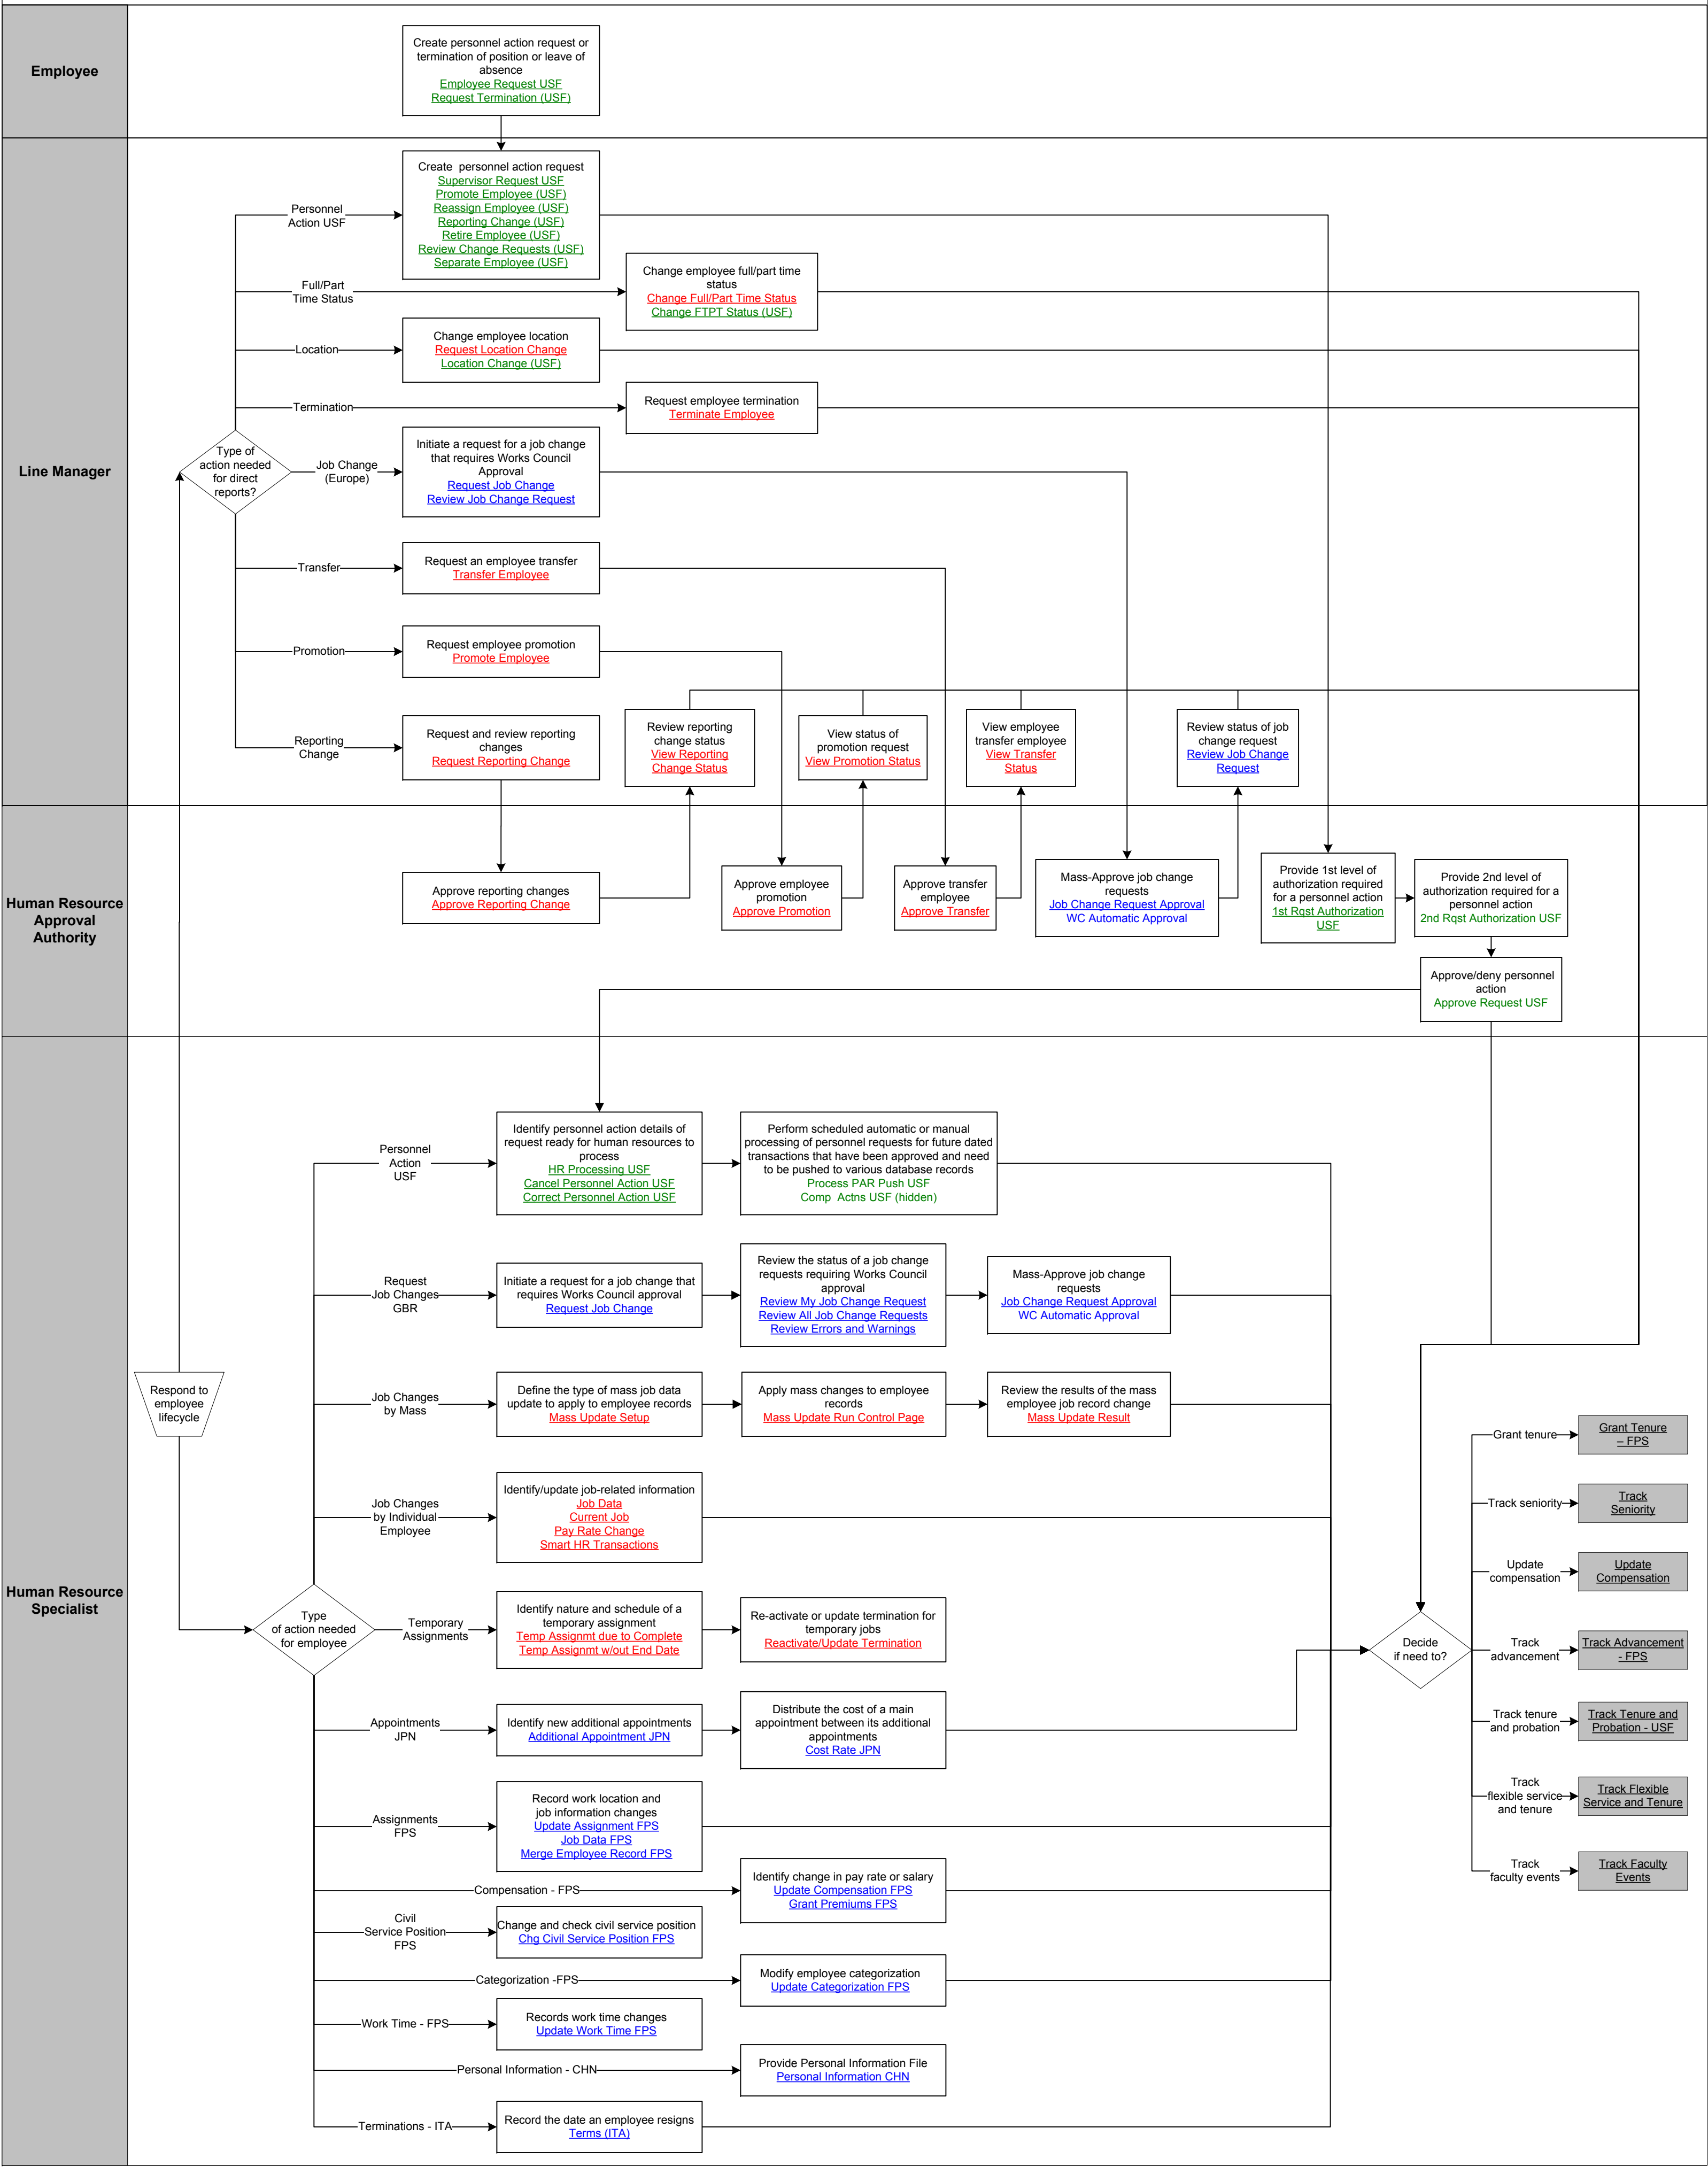 Employee
Create personnel action request or
termination of position or leave of
absence
Employee Request USF
Request Termination (USF)
Line Manager
Type of
action needed
for direct
reports?
Personnel
Action USF
Create  personnel action request
Supervisor Request USF
Promote Employee (USF)
Reassign Employee (USF)
Reporting Change (USF)
Retire Employee (USF)
Review Change Requests (USF)
Separate Employee (USF)
Full/Part
Time Status
Change employee full/part time
status
Change Full/Part Time Status
Change FTPT Status (USF)
Location
Change employee location
Request Location Change
Location Change (USF)
Termination
Request employee termination
Terminate Employee
Job Change
(Europe)
Initiate a request for a job change
that requires Works Council
Approval
Request Job Change
Review Job Change Request
Transfer
Request an employee transfer
Transfer Employee
Promotion
Request employee promotion
Promote Employee
Reporting
Change
Request and review reporting
changes
Request Reporting Change
Review reporting
change status
View Reporting
Change Status
View status of
promotion request
View Promotion Status
View employee
transfer employee
View Transfer
Status
Review status of job
change request
Review Job Change
Request
Human Resource
Approval
Authority
Approve reporting changes
Approve Reporting Change
Approve employee
promotion
Approve Promotion
Approve transfer
employee
Approve Transfer
Mass-Approve job change
requests
Job Change Request Approval
WC Automatic Approval
Provide 1st level of
authorization required
for a personnel action
1st Rqst Authorization
USF
Provide 2nd level of
authorization required for a
personnel action
2nd Rqst Authorization USF
Approve/deny personnel
action
Approve Request USF
Human Resource
Specialist
Respond to
employee
lifecycle
Type
of action needed
for employee
Personnel
Action
USF
Identify personnel action details of
request ready for human resources to
process
HR Processing USF
Cancel Personnel Action USF
Correct Personnel Action USF
Perform scheduled automatic or manual
processing of personnel requests for future dated
transactions that have been approved and need
to be pushed to various database records
Process PAR Push USF
Comp  Actns USF (hidden)
Request
Job Changes
GBR
Initiate a request for a job change that
requires Works Council approval
Request Job Change
Review the status of a job change
requests requiring Works Council
approval
Review My Job Change Request
Review All Job Change Requests
Review Errors and Warnings
Mass-Approve job change
requests
Job Change Request Approval
WC Automatic Approval
Job Changes
by Mass
Define the type of mass job data
update to apply to employee records
Mass Update Setup
Apply mass changes to employee
records
Mass Update Run Control Page
Review the results of the mass
employee job record change
Mass Update Result
Job Changes
by Individual
Employee
Identify/update job-related information
Job Data
Current Job
Pay Rate Change
Smart HR Transactions
Temporary
Assignments
Identify nature and schedule of a
temporary assignment
Temp Assignmt due to Complete
Temp Assignmt w/out End Date
Re-activate or update termination for
temporary jobs
Reactivate/Update Termination
Appointments
JPN
Identify new additional appointments
Additional Appointment JPN
Distribute the cost of a main
appointment between its additional
appointments
Cost Rate JPN
Assignments
FPS
Record work location and
job information changes
Update Assignment FPS
Job Data FPS
Merge Employee Record FPS
Compensation - FPS
Identify change in pay rate or salary
Update Compensation FPS
Grant Premiums FPS
Civil
Service Position
FPS
Change and check civil service position
Chg Civil Service Position FPS
Categorization -FPS
Modify employee categorization
Update Categorization FPS
Work Time - FPS
Records work time changes
Update Work Time FPS
Personal Information - CHN
Provide Personal Information File
Personal Information CHN
Terminations - ITA
Record the date an employee resigns
Terms (ITA)
Decide
if need to?
Grant tenure
Grant Tenure
– FPS
Track seniority
Track
Seniority
Update
compensation
Update
Compensation
Track
advancement
Track Advancement
- FPS
Track tenure
and probation
Track Tenure and
Probation - USF
Track
flexible service
and tenure
Track Flexible
Service and Tenure
Track
faculty events
Track Faculty
Events